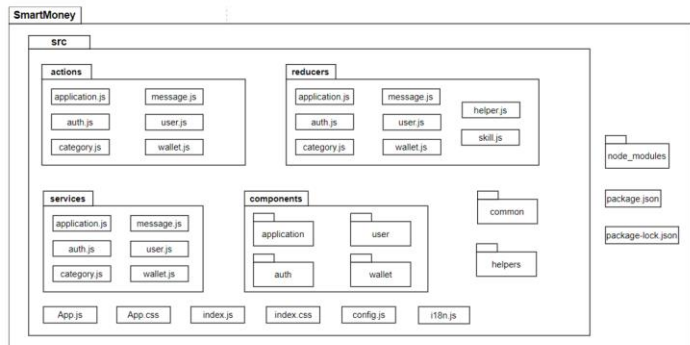 SmartMoney
src
actions
application.js
message.js
auth.js
user.js
category.js
wallet.js
reducers
application.js
message.js
helper.js
auth.js
user.js
skill.js
category.js
wallet.js
node_modules
package.json
package-lock.json
services
application.js
message.js
auth.js
user.js
category.js
wallet.js
components
application
user
auth
wallet
common
helpers
App.js
App.css
index.js
index.css
config.js
i18n.js